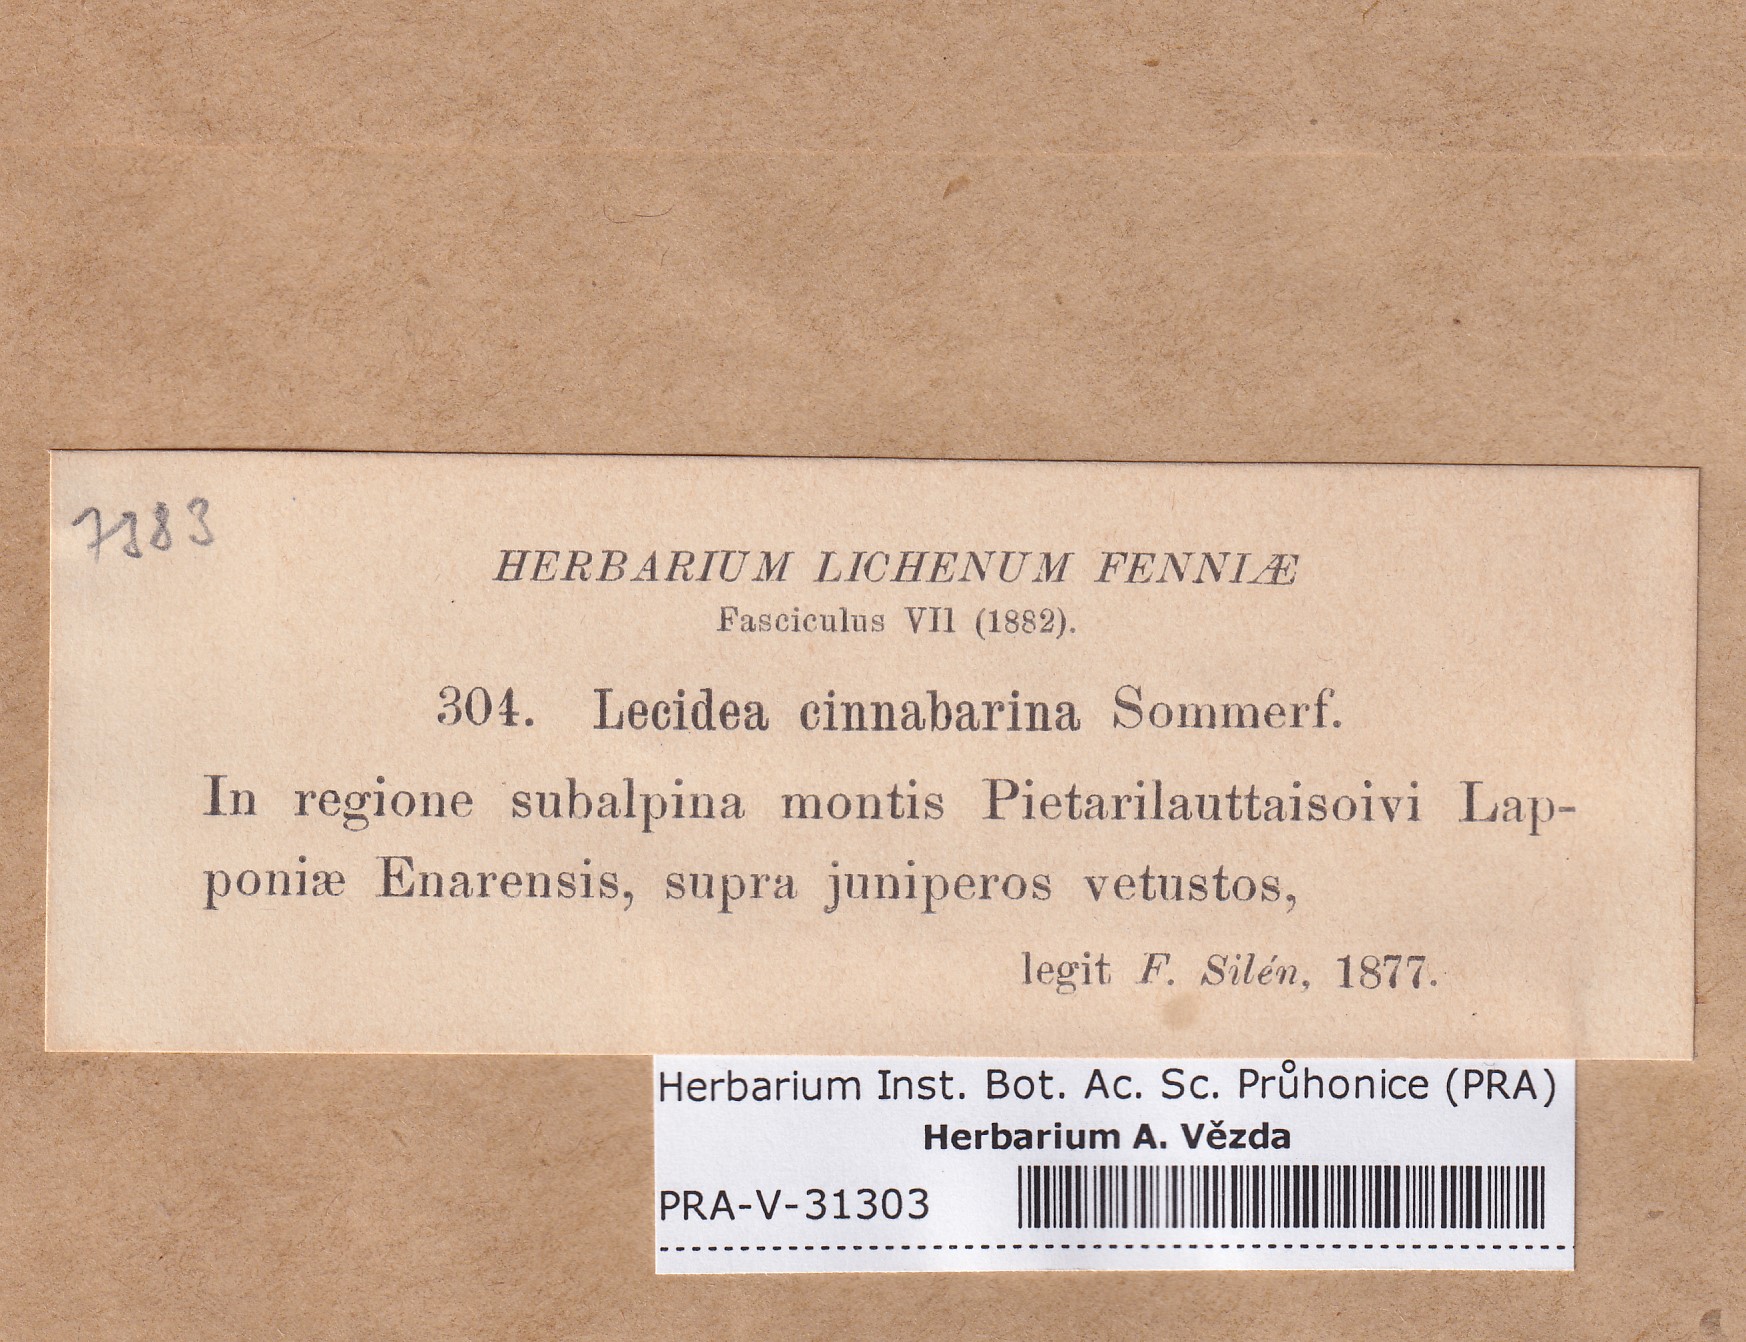 7383
HERBARIUM LICHENUM FENNIÆ
Fasciculus VII (1882).
304. Lecidea cinnabarina Sommerf.
In regione subalpina montis Pietarilauttaisoivi Lap-
poniæ Enarensis, supra juniperos vetustos,
legit F. Silén, 1877.
Herbarium Inst. Bot. Ac. Sc. Průhonice (PRA)
Herbarium A. Vězda
PRA-V-31303